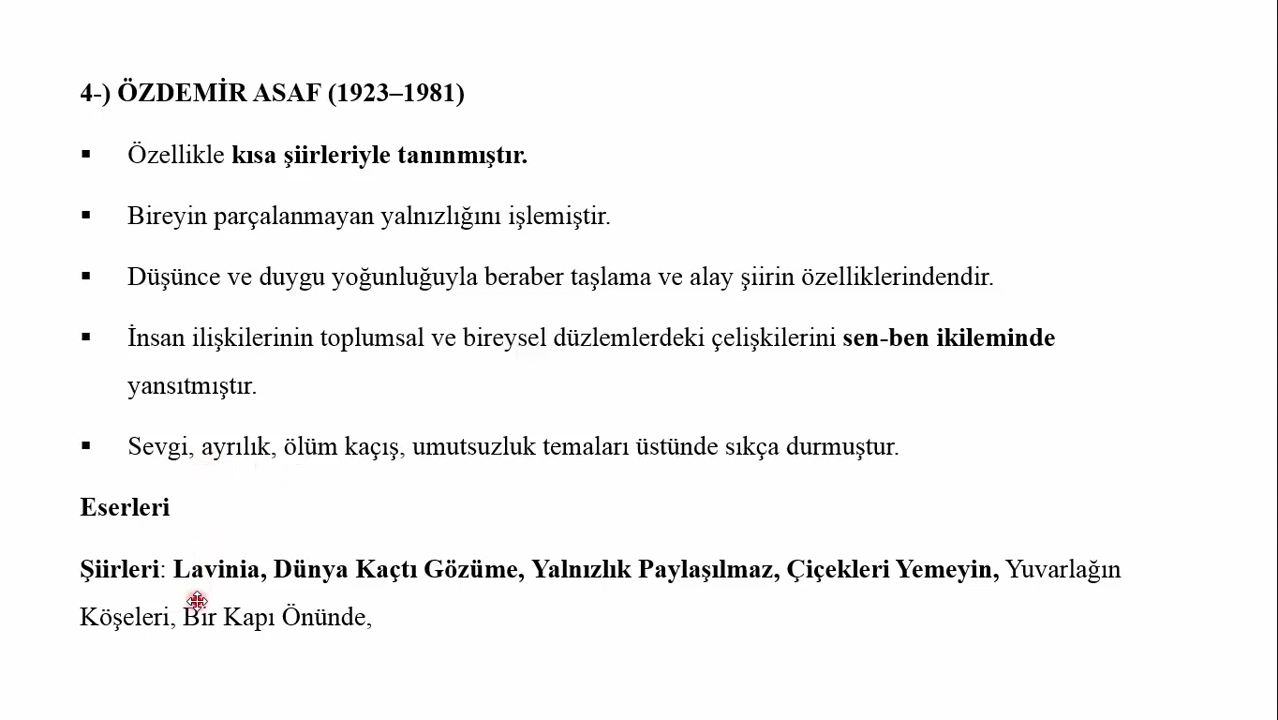 4-) ÖZDEMİR ASAF (1923–1981)
▪ Özellikle kısa şiirleriyle tanınmıştır.
▪ Bireyin parçalanmayan yalnızlığını işlemiştir.
▪ Düşünce ve duygu yoğunluğuyla beraber taşlama ve alay şiirin özelliklerindendir.
▪ İnsan ilişkilerinin toplumsal ve bireysel düzlemlerdeki çelişkilerini sen-ben ikileminde
yansıtmıştır.
▪ Sevgi, ayrılık, ölüm kaçış, umutsuzluk temaları üstünde sıkça durmuştur.
Eserleri
Şiirleri: Lavinia, Dünya Kaçtı Gözüme, Yalnızlık Paylaşılmaz, Çiçekleri Yemeyin, Yuvarlağın
Köşeleri, Bir Kapı Önünde,